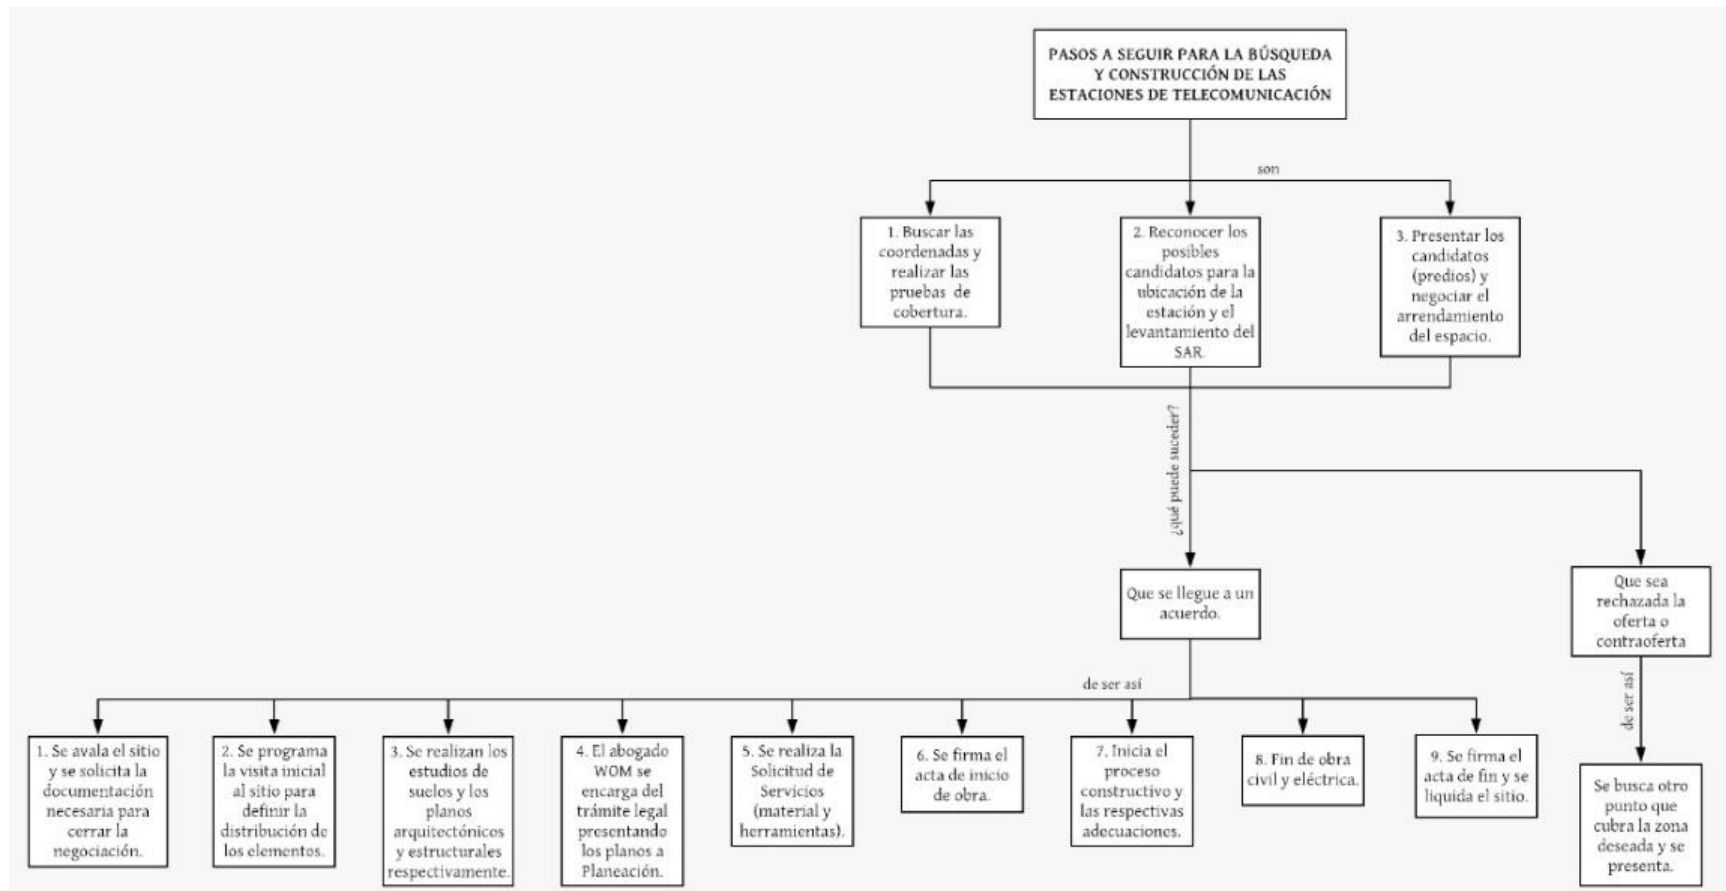 PASOS A SEGUIR PARA LA BÚSQUEDA
Y CONSTRUCCIÓN DE LAS
ESTACIONES DE TELECOMUNICACIÓN
son
1. Buscar las
coordenadas y
realizar las
pruebas de
cobertura.
2. Reconocer los
posibles
candidatos para la
ubicación de la
estación y el
levantamiento del
SAR.
3. Presentar los
candidatos
(predios) y
negociar el
arrendamiento
del espacio.
¿qué puede suceder?
Que se llegue a un
acuerdo.
Que sea
rechazada la
oferta o
contraoferta
de ser así
de ser así
1. Se avala el sitio
y se solicita la
documentación
necesaria para
cerrar la
negociación.
2. Se programa
la visita inicial
al sitio para
definir la
distribución de
los elementos.
3. Se realizan los
estudios de
suelos y los
planos
arquitectónicos
y estructurales
respectivamente.
4. El abogado
WOM se
encarga del
trámite legal
presentando
los planos a
Planeación.
5. Se realiza la
Solicitud de
Servicios
(material y
herramientas).
6. Se firma el
acta de inicio
de obra.
7. Inicia el
proceso
constructivo y
las respectivas
adecuaciones.
8. Fin de obra
civil y eléctrica.
9. Se firma el
acta de fin y se
liquida el sitio.
Se busca otro
punto que
cubra la zona
deseada y se
presenta.